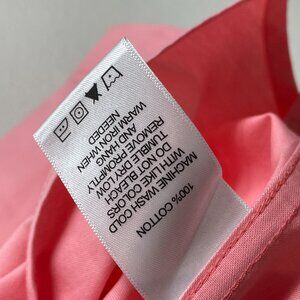 100% COTTON
MACHINE WASH COLD
WITH LIKE COLORS
DO NOT BLEACH
TUMBLE DRY LOW
REMOVE PROMPTLY
AND HANG
WARM IRON WHEN
NEEDED